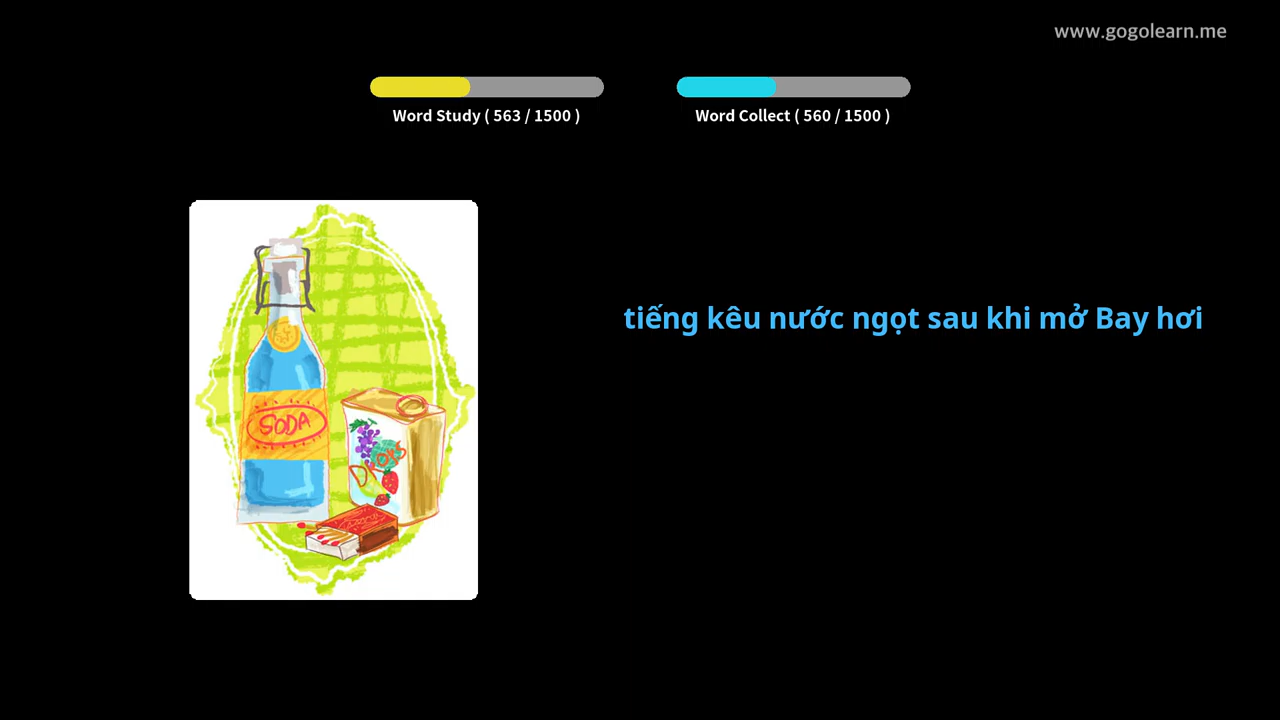 www.gogolearn.me
Word Study ( 563 / 1500 )
Word Collect ( 560 / 1500 )
tiếng kêu nước ngọt sau khi mở Bay hơi
SODA
Drops